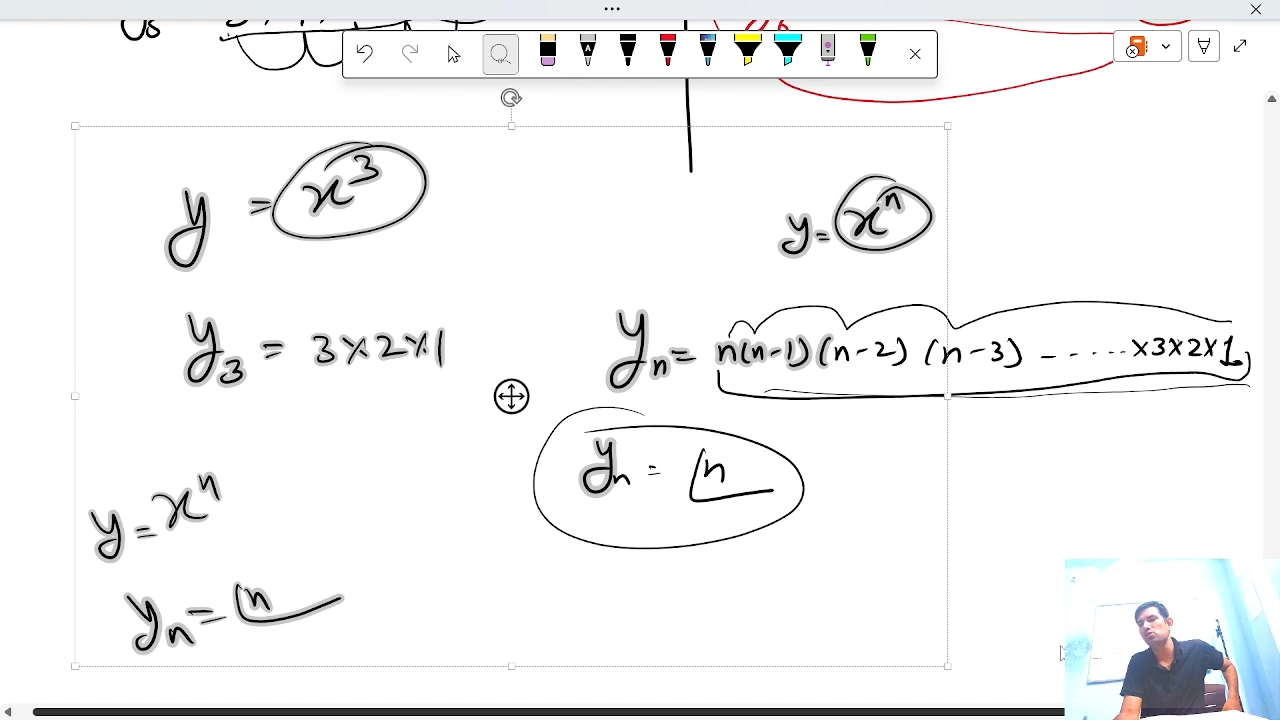 y = x³
y₃ = 3×2×1
y = xⁿ
yₙ = n(n-1)(n-2)(n-3) - ..... ×3×2×1
yₙ = ⌊n
y = xⁿ
yₙ = ⌊n